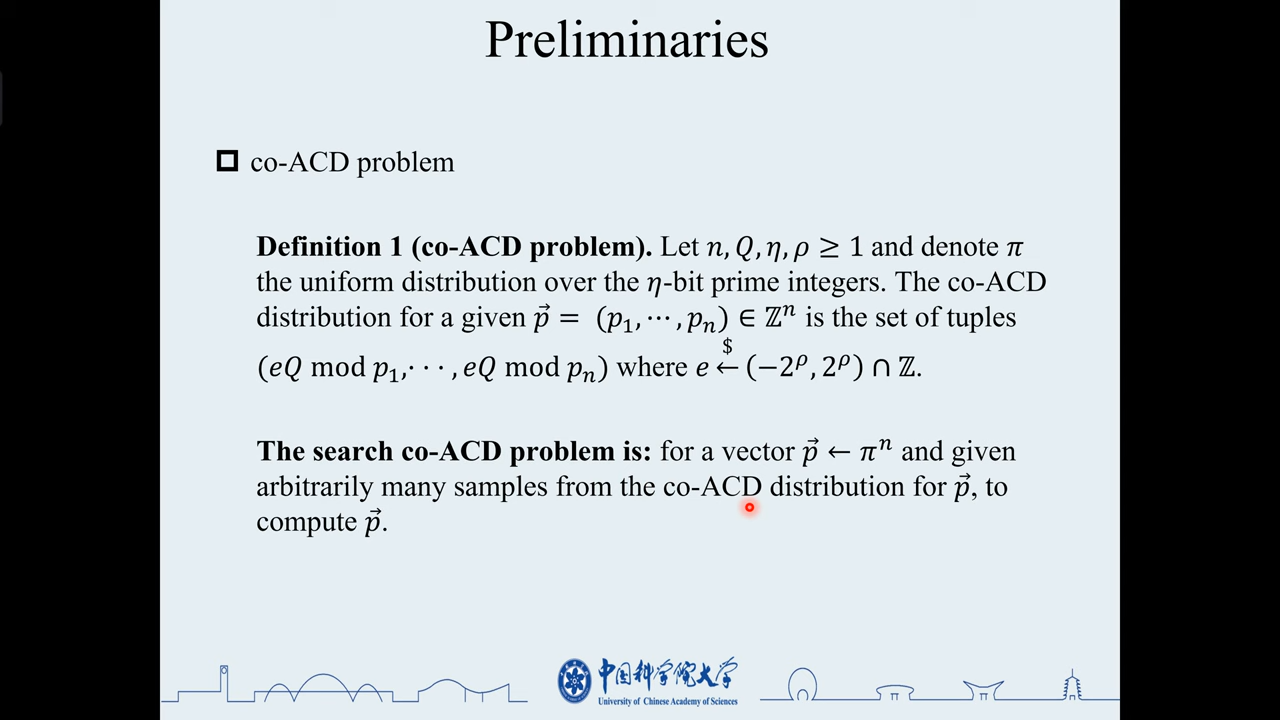 Preliminaries
co-ACD problem
Definition 1 (co-ACD problem). Let 𝑛, 𝑄, 𝜂, 𝜌 ≥ 1 and denote 𝜋
the uniform distribution over the 𝜂-bit prime integers. The co-ACD
distribution for a given 𝑝⃗ = (𝑝₁, ⋯, 𝑝ₙ) ∈ ℤⁿ is the set of tuples
(𝑒𝑄 mod 𝑝₁,· · · , 𝑒𝑄 mod 𝑝ₙ) where 𝑒 ←$ (−2^𝜌, 2^𝜌) ∩ ℤ.
The search co-ACD problem is: for a vector 𝑝⃗ ← 𝜋ⁿ and given
arbitrarily many samples from the co-ACD distribution for 𝑝⃗, to
compute 𝑝⃗.
中国科学院大学
University of Chinese Academy of Sciences